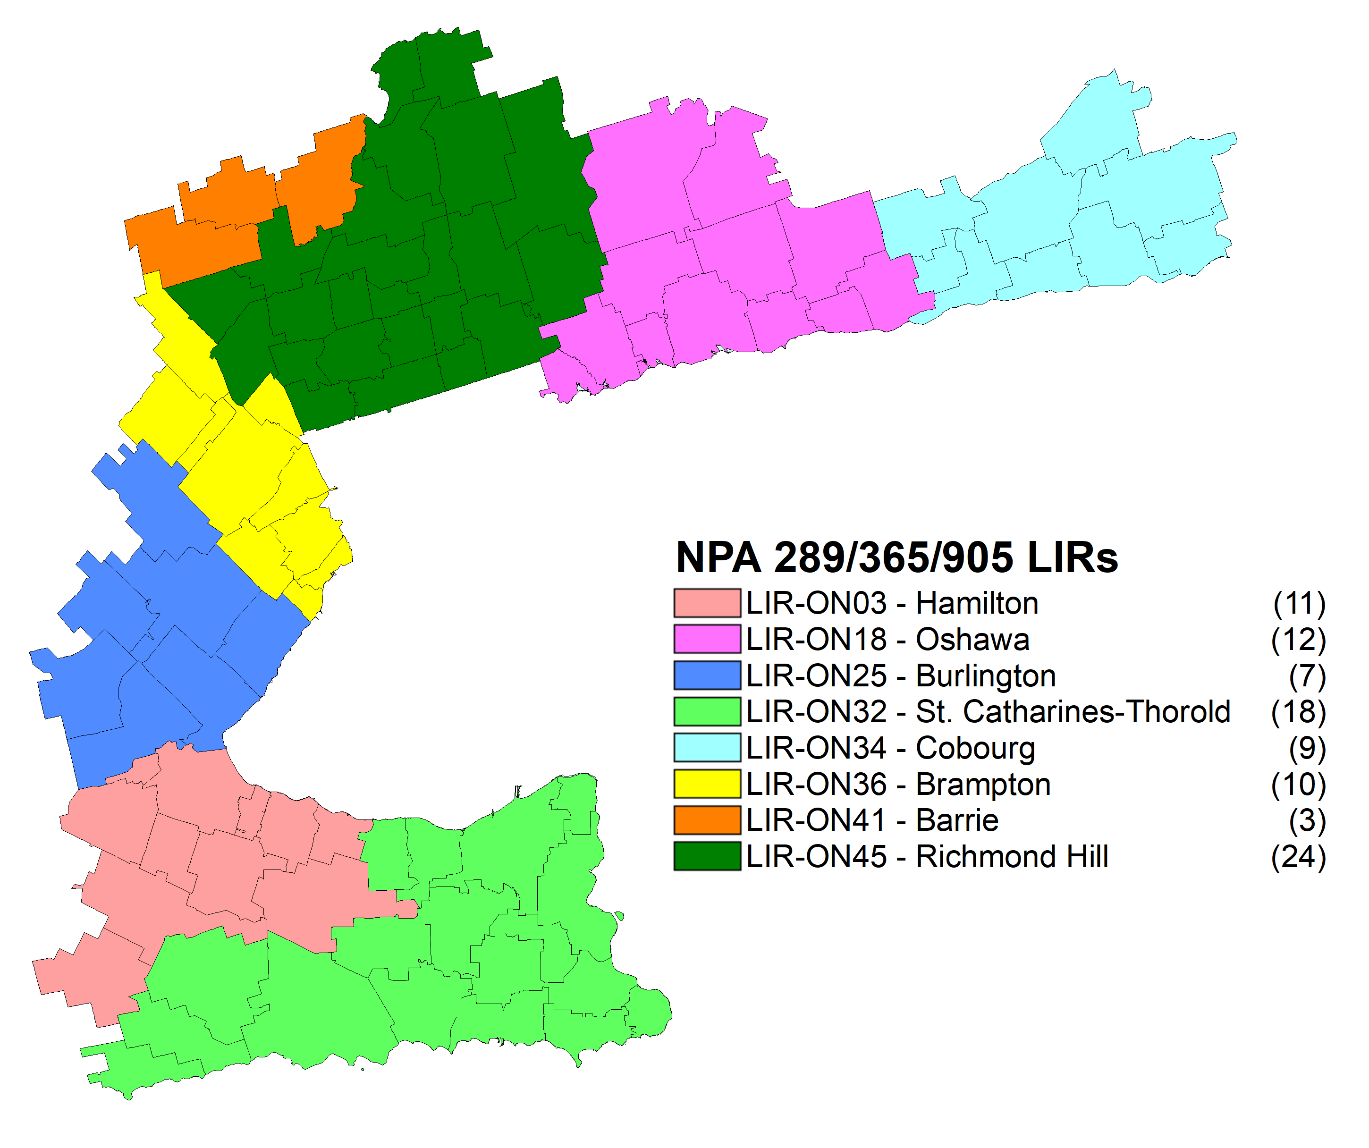 NPA 289/365/905 LIRs
LIR-ON03 - Hamilton (11)
LIR-ON18 - Oshawa (12)
LIR-ON25 - Burlington (7)
LIR-ON32 - St. Catharines-Thorold (18)
LIR-ON34 - Cobourg (9)
LIR-ON36 - Brampton (10)
LIR-ON41 - Barrie (3)
LIR-ON45 - Richmond Hill (24)